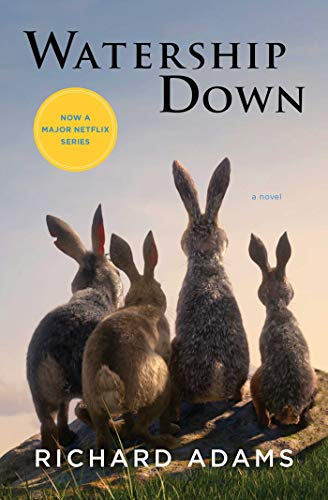 WATERSHIP
DOWN
NOW A
MAJOR NETFLIX
SERIES
a novel
RICHARD ADAMS